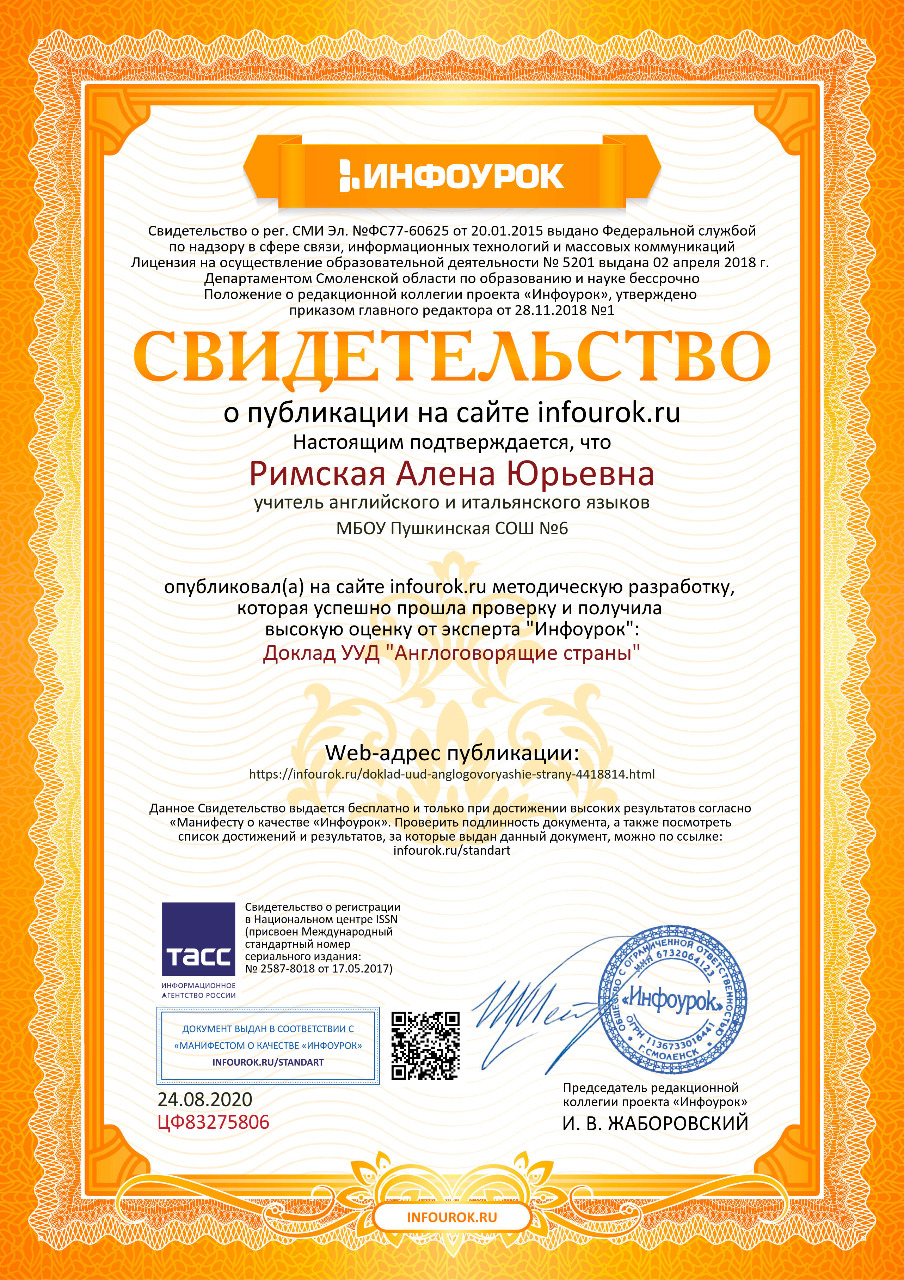 ИНФОУРОК
Свидетельство о рег. СМИ Эл. №ФС77-60625 от 20.01.2015 выдано Федеральной службой
по надзору в сфере связи, информационных технологий и массовых коммуникаций
Лицензия на осуществление образовательной деятельности № 5201 выдана 02 апреля 2018 г.
Департаментом Смоленской области по образованию и науке бессрочно
Положение о редакционной коллегии проекта «Инфоурок», утверждено
приказом главного редактора от 28.11.2018 №1
СВИДЕТЕЛЬСТВО
о публикации на сайте infourok.ru
Настоящим подтверждается, что
Римская Алена Юрьевна
учитель английского и итальянского языков
МБОУ Пушкинская СОШ №6
опубликовал(а) на сайте infourok.ru методическую разработку,
которая успешно прошла проверку и получила
высокую оценку от эксперта "Инфоурок":
Доклад УУД "Англоговорящие страны"
Web-адрес публикации:
https://infourok.ru/doklad-uud-anglogovoryashie-strany-4418814.html
Данное Свидетельство выдается бесплатно и только при достижении высоких результатов согласно
«Манифесту о качестве «Инфоурок». Проверить подлинность документа, а также посмотреть
список достижений и результатов, за которые выдан данный документ, можно по ссылке:
infourok.ru/standart
тасс
ИНФОРМАЦИОННОЕ
АГЕНТСТВО РОССИИ
Свидетельство о регистрации
в Национальном центре ISSN
(присвоен Международный
стандартный номер
сериального издания:
№ 2587-8018 от 17.05.2017)
ДОКУМЕНТ ВЫДАН В СООТВЕТСТВИИ С
«МАНИФЕСТОМ О КАЧЕСТВЕ «ИНФОУРОК»
INFOUROK.RU/STANDART
24.08.2020
ЦФ83275806
ОБЩЕСТВО С ОГРАНИЧЕННОЙ ОТВЕТСТВЕННОСТЬЮ
ИНН 6732064123
«Инфоурок»
ОГРН 1136733016441
г.СМОЛЕНСК
Председатель редакционной
коллегии проекта «Инфоурок»
И. В. ЖАБОРОВСКИЙ
INFOUROK.RU